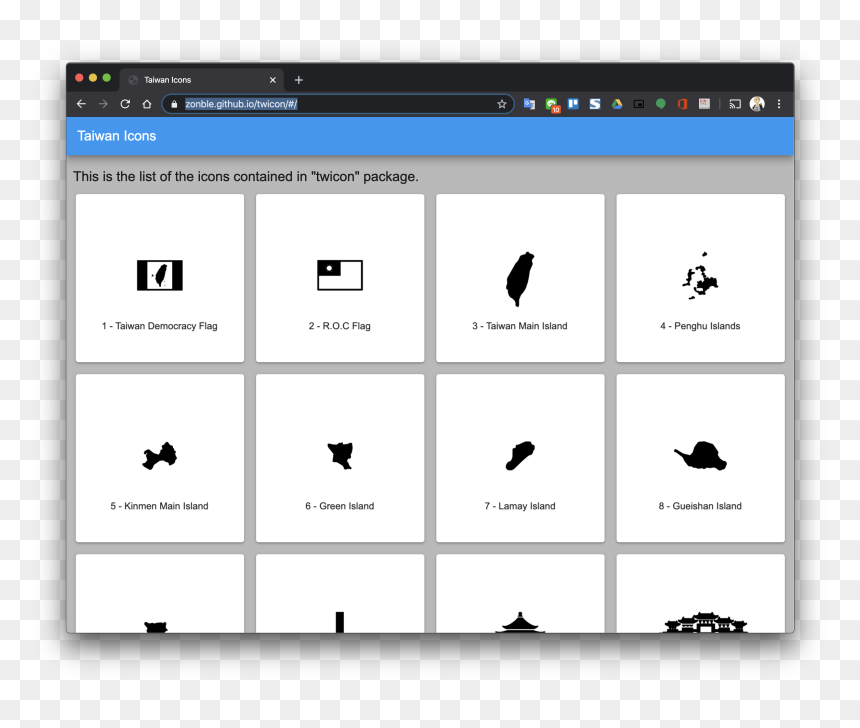 Taiwan Icons
zonble.github.io/twicon/#/
10
Taiwan Icons
This is the list of the icons contained in "twicon" package.
1 - Taiwan Democracy Flag
2 - R.O.C Flag
3 - Taiwan Main Island
4 - Penghu Islands
5 - Kinmen Main Island
6 - Green Island
7 - Lamay Island
8 - Gueishan Island